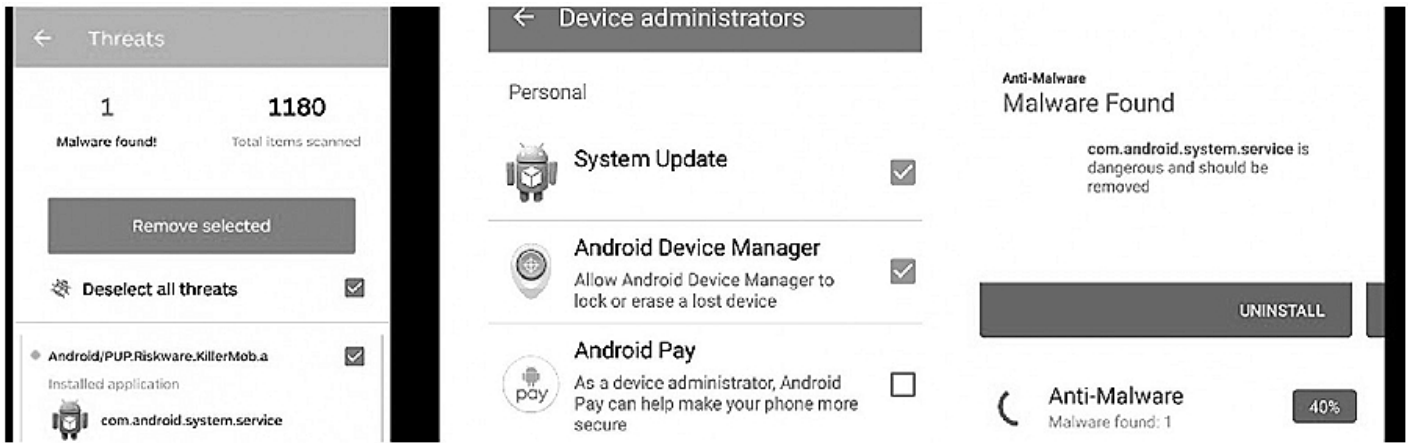 Threats
1
1180
Malware found!
Total items scanned
Remove selected
Deselect all threats
Android/PUP.Riskware.KillerMob.a
Installed application
com.android.system.service
Device administrators
Personal
System Update
Android Device Manager
Allow Android Device Manager to
lock or erase a lost device
Android Pay
pay
As a device administrator, Android
Pay can help make your phone more
secure
Anti-Malware
Malware Found
com.android.system.service is
dangerous and should be
removed
UNINSTALL
Anti-Malware
Malware found: 1
40%